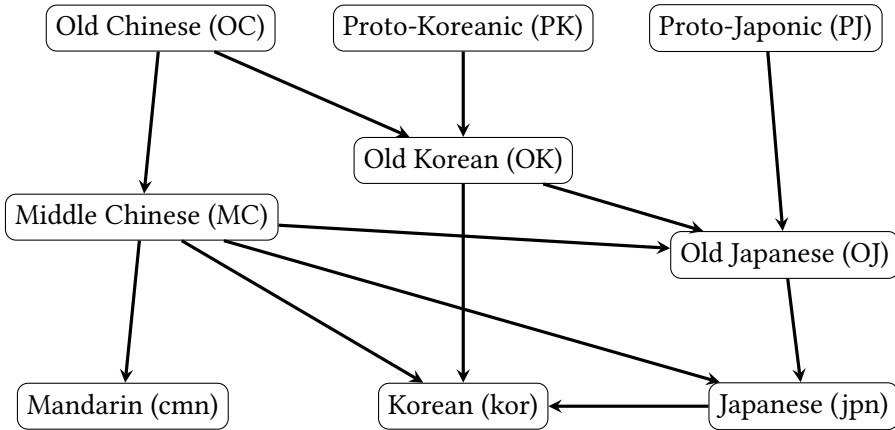 Old Chinese (OC)
Proto-Koreanic (PK)
Proto-Japonic (PJ)
Old Korean (OK)
Middle Chinese (MC)
Old Japanese (OJ)
Mandarin (cmn)
Korean (kor)
Japanese (jpn)